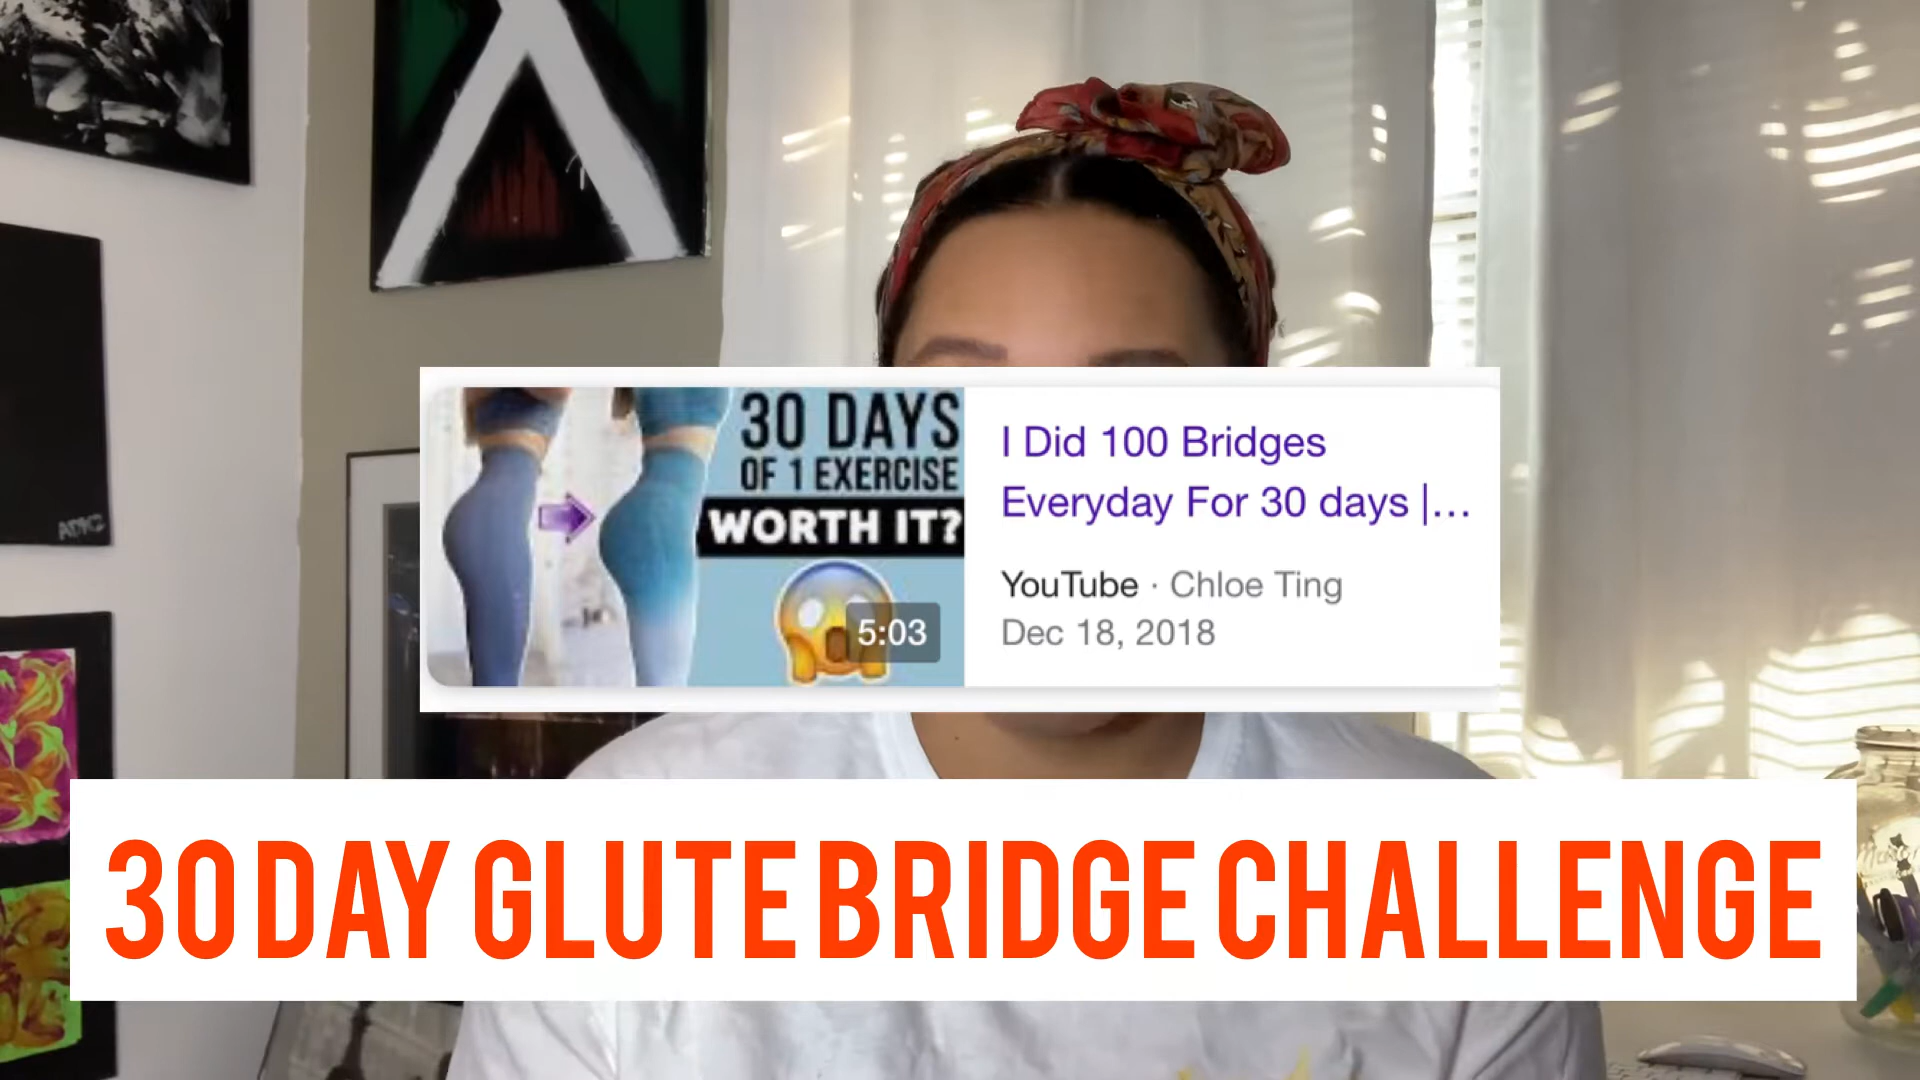 30 DAYS
OF 1 EXERCISE
WORTH IT?
5:03
I Did 100 Bridges
Everyday For 30 days |...
YouTube · Chloe Ting
Dec 18, 2018
30 DAY GLUTE BRIDGE CHALLENGE